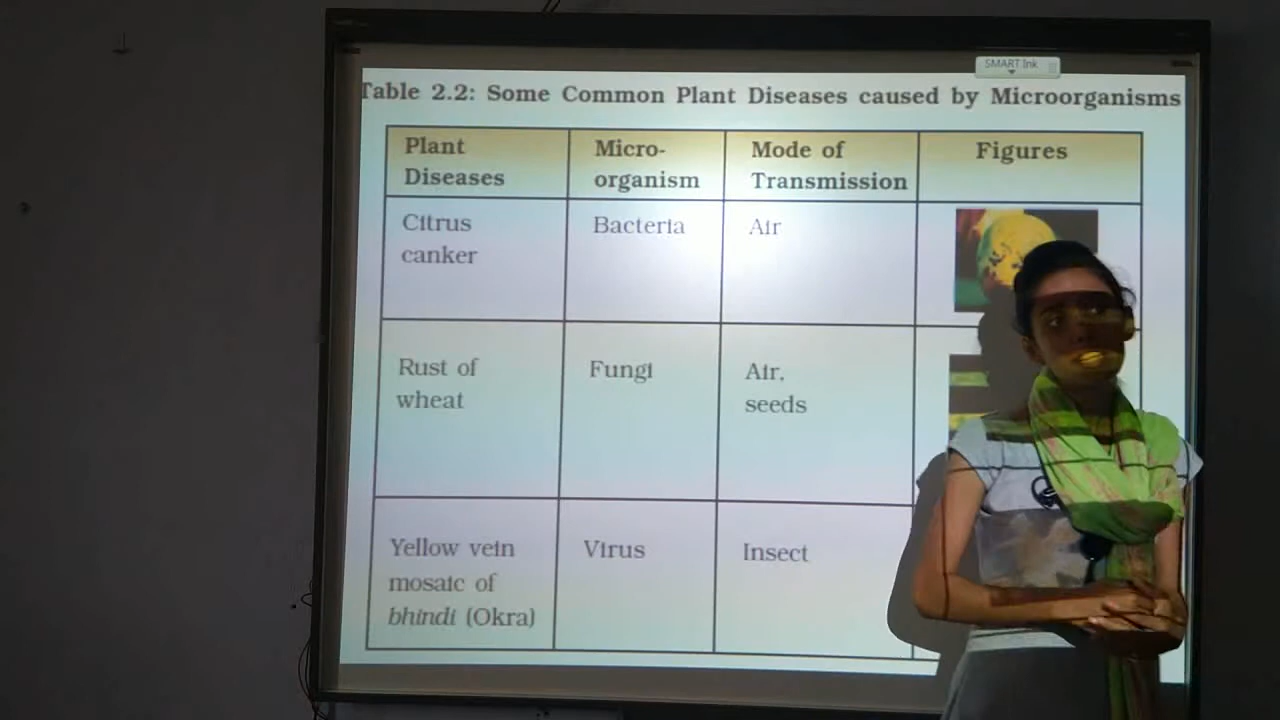 SMART Ink
Table 2.2: Some Common Plant Diseases caused by Microorganisms
Plant
Diseases
Micro-
organism
Mode of
Transmission
Figures
Citrus
canker
Bacteria
Air
Rust of
wheat
Fungi
Air,
seeds
Yellow vein
mosaic of
bhindi (Okra)
Virus
Insect